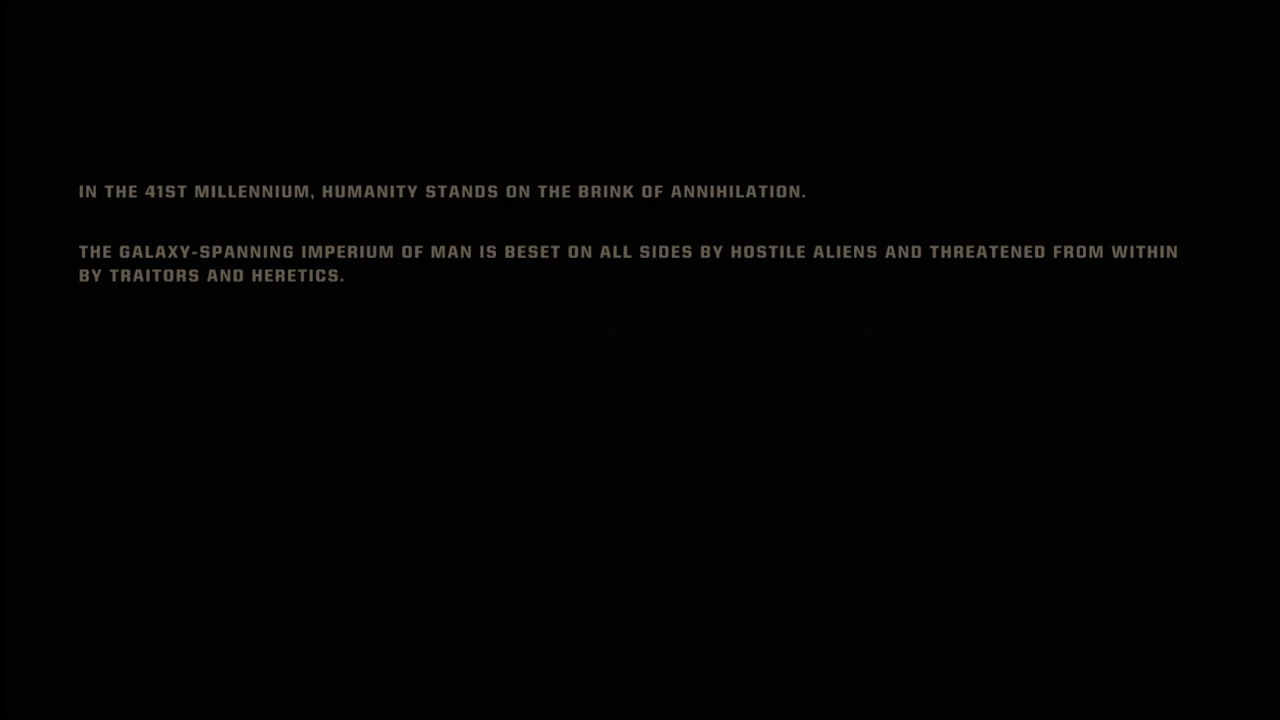 IN THE 41ST MILLENNIUM, HUMANITY STANDS ON THE BRINK OF ANNIHILATION.
THE GALAXY-SPANNING IMPERIUM OF MAN IS BESET ON ALL SIDES BY HOSTILE ALIENS AND THREATENED FROM WITHIN
BY TRAITORS AND HERETICS.